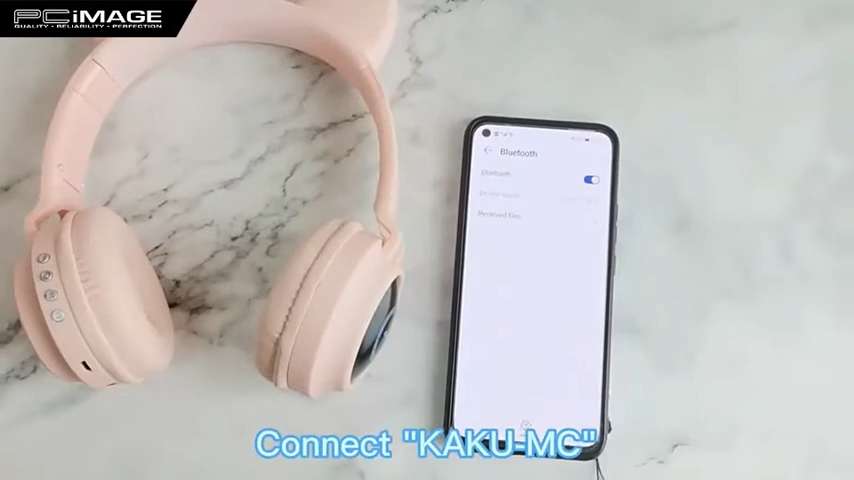 PCiMAGE
QUALITY - RELIABILITY - PERFECTION
Bluetooth
Bluetooth
Received Files
Connect "KAKU-MC"